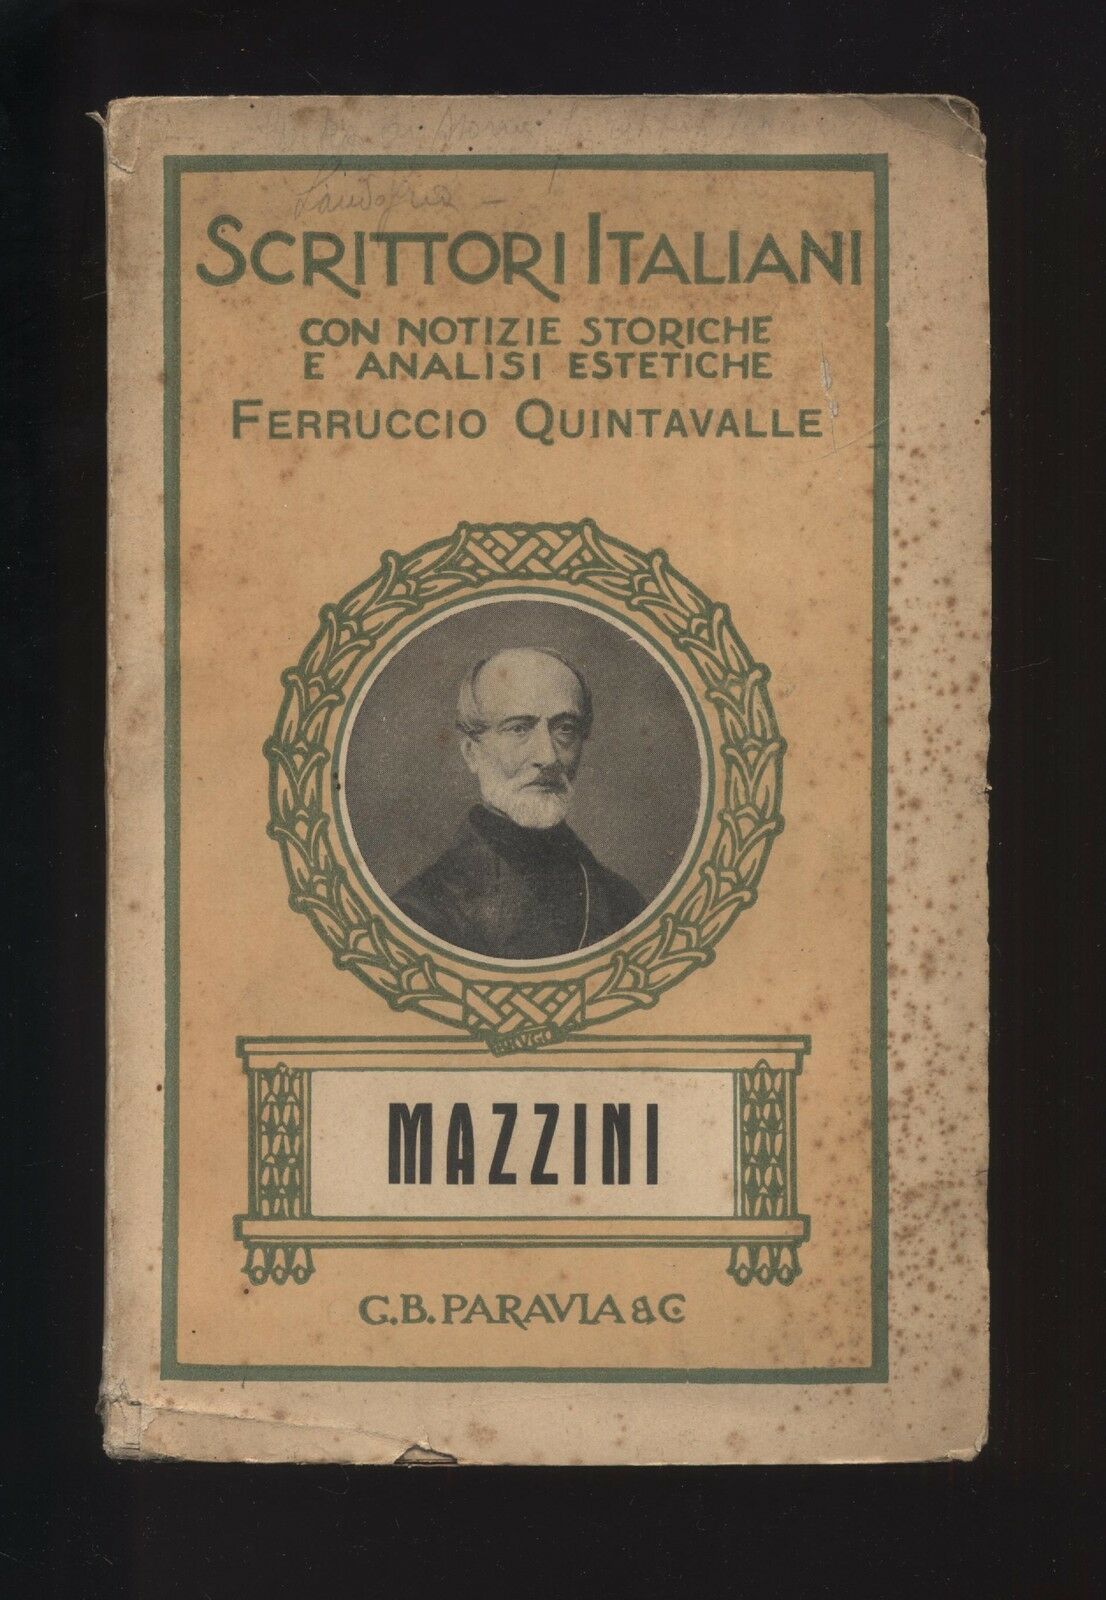 SCRITTORI ITALIANI
CON NOTIZIE STORICHE
E ANALISI ESTETICHE
FERRUCCIO QUINTAVALLE
MAZZINI
G.B. PARAVIA & C